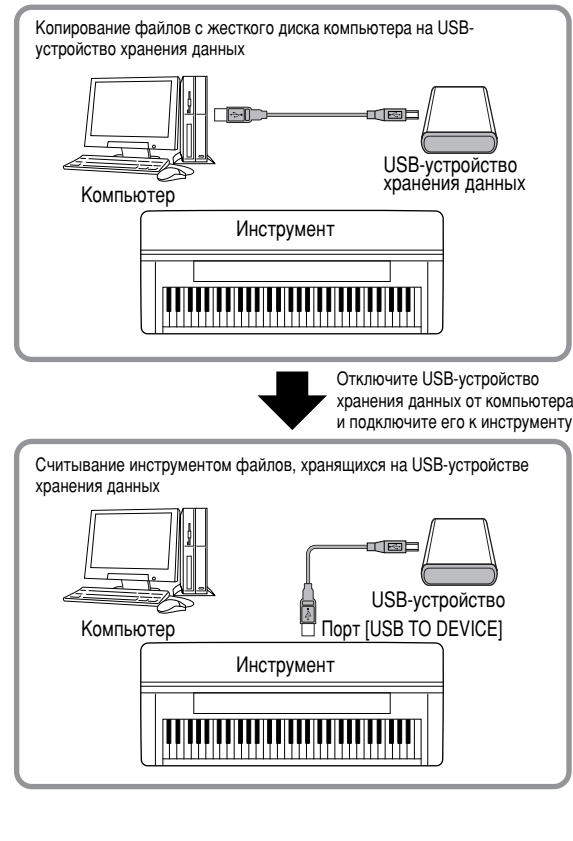 Копирование файлов с жесткого диска компьютера на USB-
устройство хранения данных
USB-устройство
хранения данных
Компьютер
Инструмент
Отключите USB-устройство
хранения данных от компьютера
и подключите его к инструменту
Считывание инструментом файлов, хранящихся на USB-устройстве
хранения данных
USB-устройство
Компьютер
Порт [USB TO DEVICE]
Инструмент